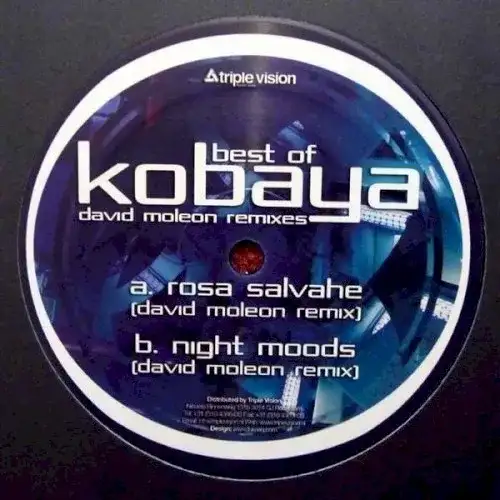 triple vision
best of
kobaya
david moleon remixes
a. rosa salvahe
(david moleon remix)
b. night moods
(david moleon remix)
Distributed by Triple Vision
Design: